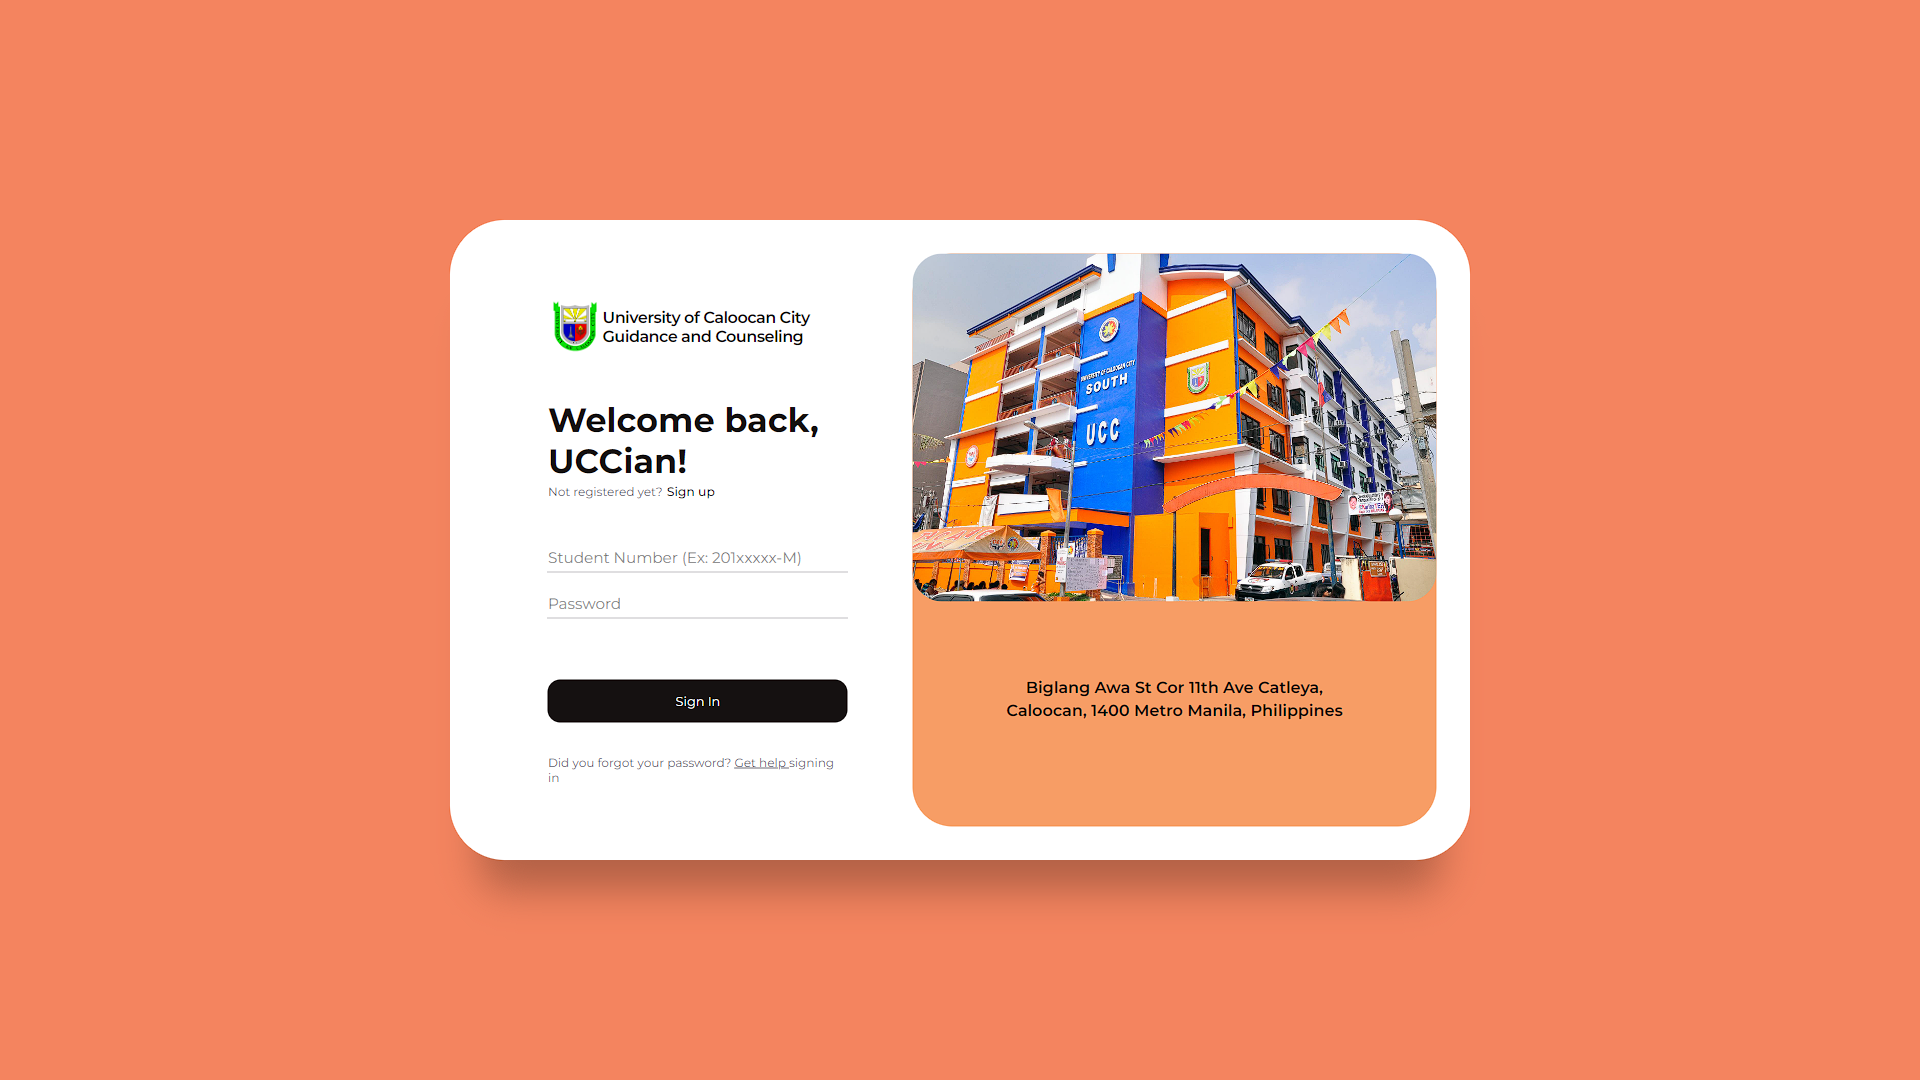 University of Caloocan City
Guidance and Counseling
Welcome back,
UCCian!
Not registered yet? Sign up
Student Number (Ex: 201xxxxx-M)
Password
Sign In
Did you forgot your password? Get help signing
in
UNIVERSITY OF CALOOCAN CITY
SOUTH
UCC
Biglang Awa St Cor 11th Ave Catleya,
Caloocan, 1400 Metro Manila, Philippines